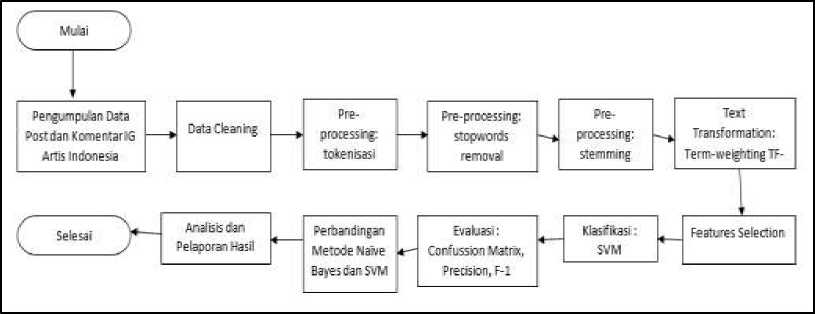 Mulai
Pengumpulan Data
Post dan Komentar IG
Artis Indonesia
Data Cleaning
Pre-
processing:
tokenisasi
Pre-processing:
stopwords
removal
Pre-
processing:
stemming
Text
Transformation:
Term-weighting TF-
Features Selection
Klasifikasi :
SVM
Evaluasi :
Confussion Matrix,
Precision, F-1
Perbandingan
Metode Naïve
Bayes dan SVM
Analisis dan
Pelaporan Hasil
Selesai